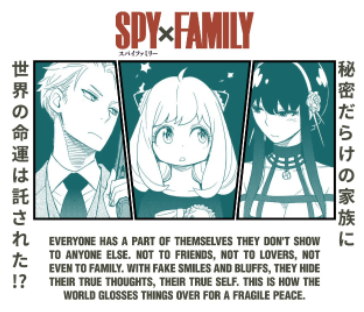 SPY×FAMILY
スパイファミリー
秘密だらけの家族に
世界の命運は託された!?
EVERYONE HAS A PART OF THEMSELVES THEY DON'T SHOW
TO ANYONE ELSE. NOT TO FRIENDS, NOT TO LOVERS, NOT
EVEN TO FAMILY. WITH FAKE SMILES AND BLUFFS, THEY HIDE
THEIR TRUE THOUGHTS, THEIR TRUE SELF. THIS IS HOW THE
WORLD GLOSSES THINGS OVER FOR A FRAGILE PEACE.